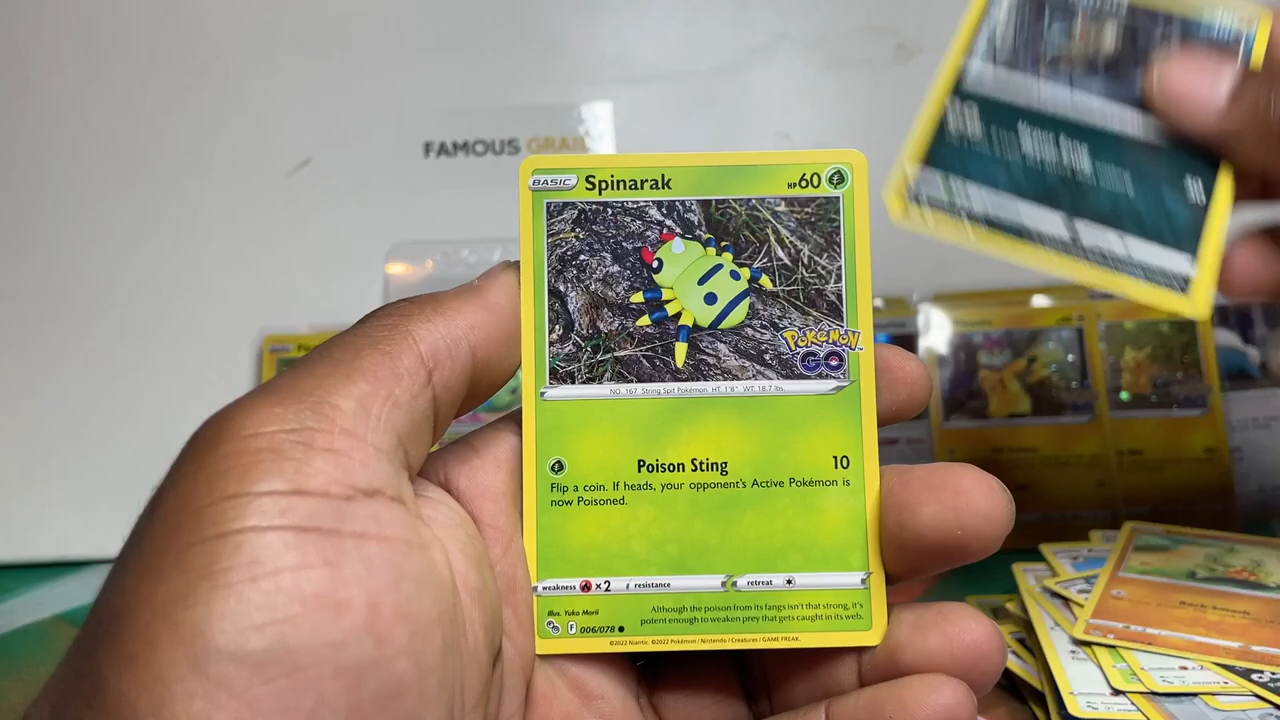 FAMOUS GRAIL
BASIC Spinarak HP60
Pokémon
GO
NO. 167 String Spit Pokémon HT: 1'8" WT: 18.7 lbs.
Poison Sting 10
Flip a coin. If heads, your opponent's Active Pokémon is
now Poisoned.
weakness ×2 resistance retreat
Illus. Yuka Morii
Although the poison from its fangs isn't that strong, it's
potent enough to weaken prey that gets caught in its web.
F 006/078
©2022 Niantic. ©2022 Pokémon / Nintendo / Creatures / GAME FREAK.
Rock Smash